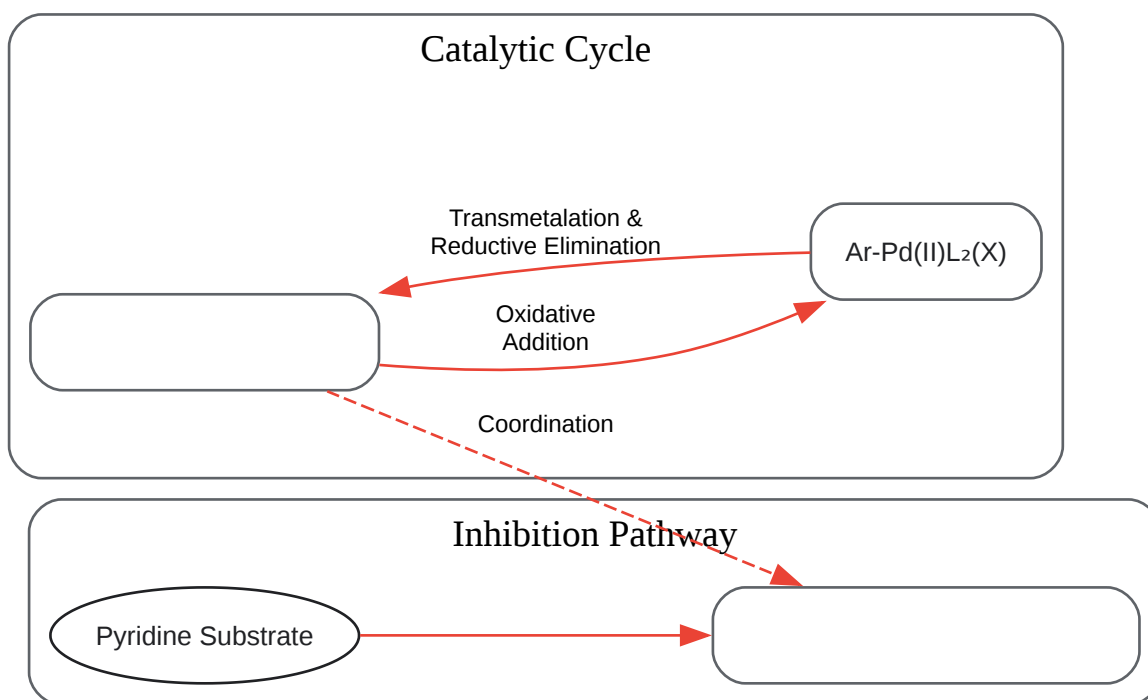 Catalytic Cycle
Transmetalation &
Reductive Elimination
Ar-Pd(II)L₂(X)
Oxidative
Addition
Coordination
Inhibition Pathway
Pyridine Substrate